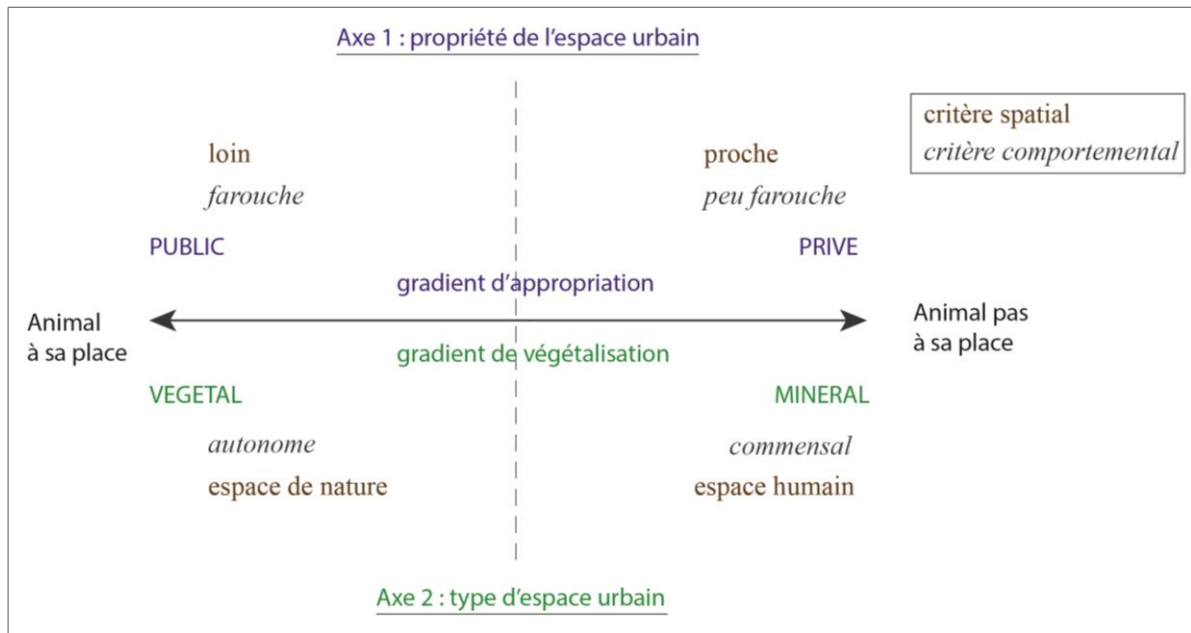 Axe 1 : propriété de l'espace urbain
critère spatial
critère comportemental
loin
proche
farouche
peu farouche
PUBLIC
PRIVE
gradient d'appropriation
Animal
à sa place
Animal pas
à sa place
gradient de végétalisation
VEGETAL
MINERAL
autonome
commensal
espace de nature
espace humain
Axe 2 : type d'espace urbain